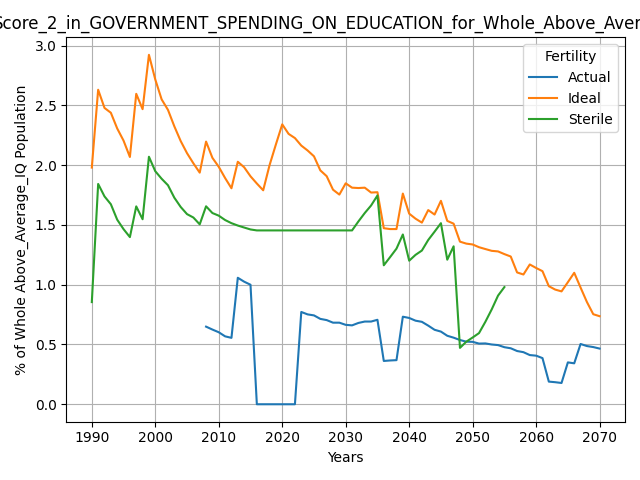 Score_2_in_GOVERNMENT_SPENDING_ON_EDUCATION_for_Whole_Above_Aver
% of Whole Above_Average_IQ Population
3.0
2.5
2.0
1.5
1.0
0.5
0.0
Fertility
Actual
Ideal
Sterile
1990 2000 2010 2020 2030 2040 2050 2060 2070
Years